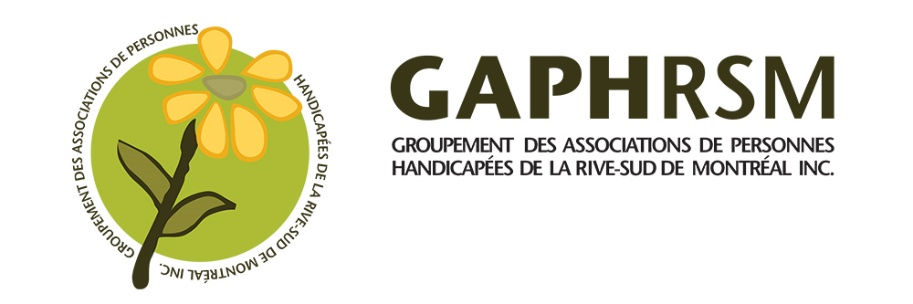 GROUPEMENT DES ASSOCIATIONS DE PERSONNES
HANDICAPÉES DE LA RIVE-SUD DE MONTRÉAL INC.
GAPHRSM
GROUPEMENT DES ASSOCIATIONS DE PERSONNES
HANDICAPÉES DE LA RIVE-SUD DE MONTRÉAL INC.